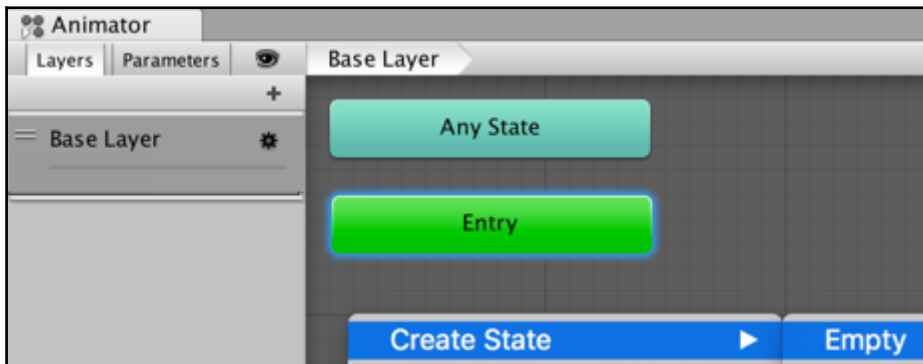 Animator
Layers Parameters Base Layer
+
Base Layer
Any State
Entry
Create State Empty